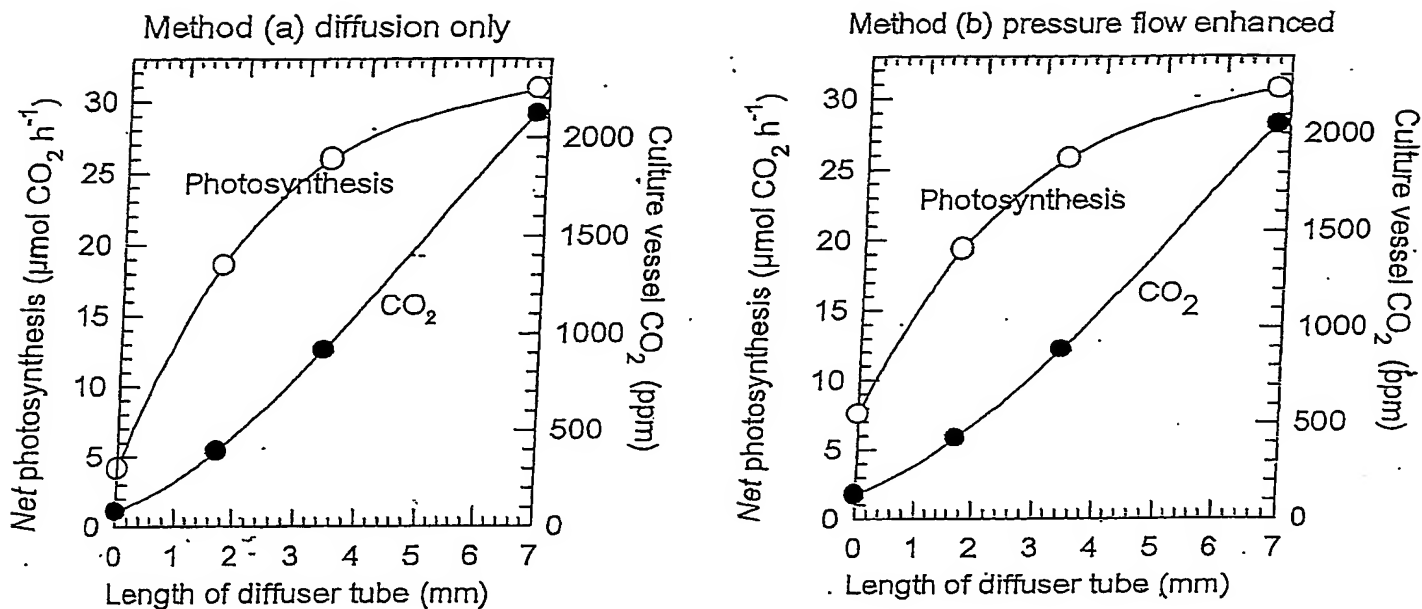 Method (a) diffusion only
Net photosynthesis (μmol CO₂ h⁻¹)
30
25
20
15
10
5
0
Photosynthesis
CO₂
2000
1500
1000
500
0
Culture vessel CO₂ (ppm)
0 1 2 3 4 5 6 7
Length of diffuser tube (mm)
Method (b) pressure flow enhanced
Net photosynthesis (μmol CO₂ h⁻¹)
30
25
20
15
10
5
0
Photosynthesis
CO₂
2000
1500
1000
500
0
Culture vessel CO₂ (ppm)
0 1 2 3 4 5 6 7
Length of diffuser tube (mm)